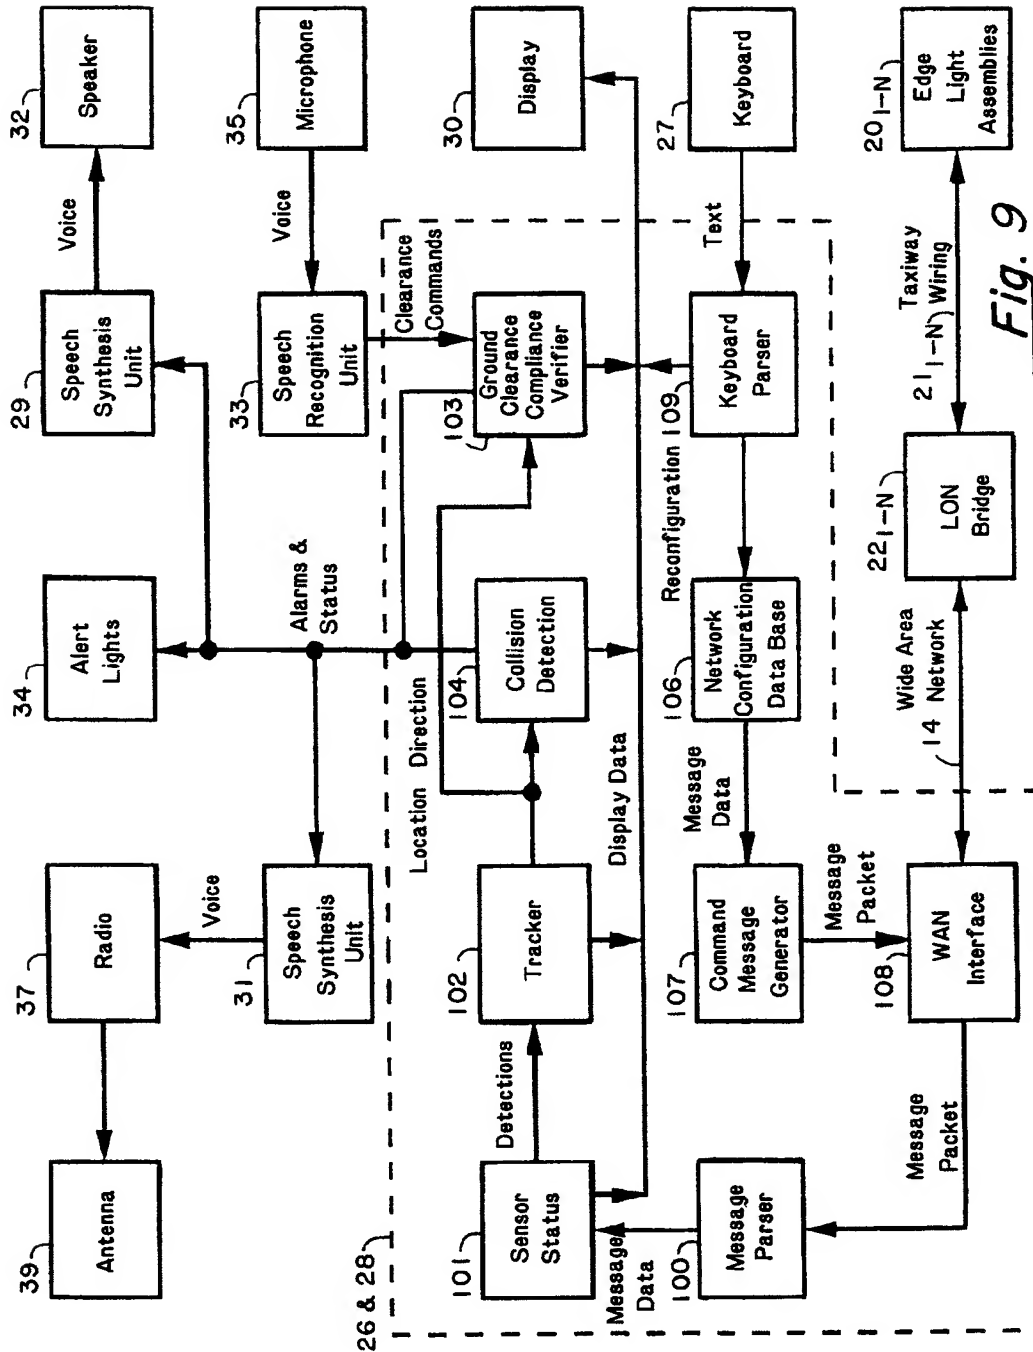 39
Antenna
37
Radio
34
Alert
Lights
29
Speech
Synthesis
Unit
Voice
32
Speaker
Voice
31
Speech
Synthesis
Unit
Alarms &
Status
33
Speech
Recognition
Unit
Voice
35
Microphone
26 & 28
Location Direction
Clearance
Commands
101
Sensor
Status
Detections
102
Tracker
104
Collision
Detection
103
Ground
Clearance
Compliance
Verifier
30
Display
Message
Data
Display Data
100
Message
Parser
107
Command
Message
Generator
Message
Data
106
Network
Configuration
Data Base
Reconfiguration
109
Keyboard
Parser
Text
27
Keyboard
Message
Packet
Message
Packet
108
WAN
Interface
Wide Area
14 Network
22 1-N
LON
Bridge
Taxiway
21 1-N Wiring
20 1-N
Edge
Light
Assemblies
Fig. 9